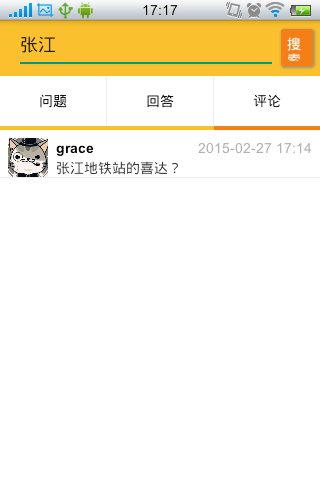 17:17
张江
搜索
问题 回答 评论
grace 2015-02-27 17:14
张江地铁站的喜达？